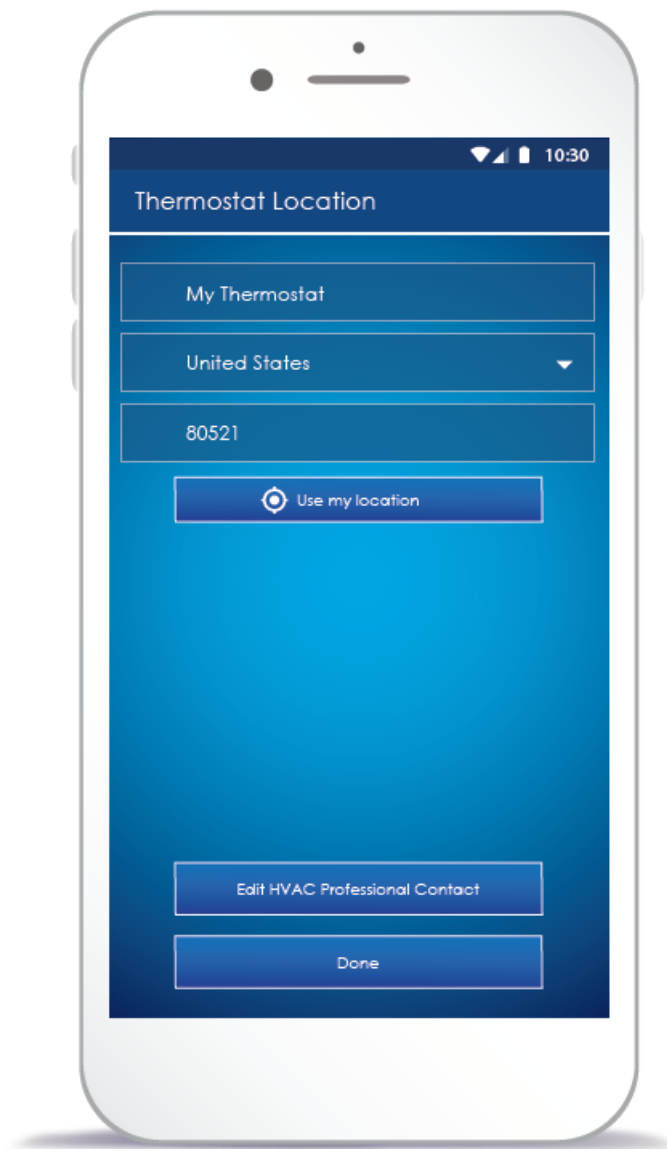 10:30
Thermostat Location
My Thermostat
United States
80521
Use my location
Edit HVAC Professional Contact
Done